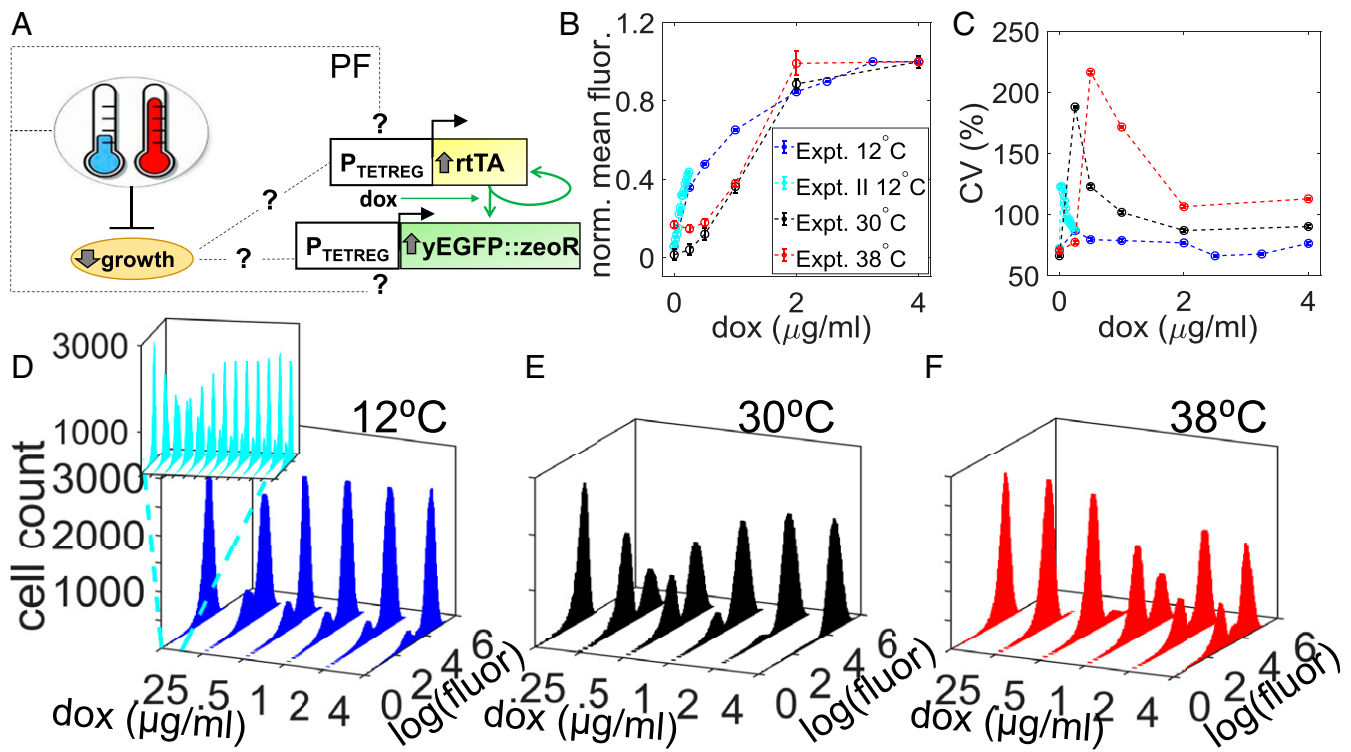 A
PF
?
P TETREG
rtTA
dox
?
growth
?
P TETREG
yEGFP::zeoR
?
B
norm. mean fluor.
1.2
0.8
0.4
0
0
2
4
dox (μg/ml)
Expt. 12°C
Expt. II 12°C
Expt. 30°C
Expt. 38°C
C
CV (%)
250
200
150
100
50
0
2
4
dox (μg/ml)
D
3000
1000
12ºC
cell count
3000
2000
1000
.25
.5
1
2
4
dox (μg/ml)
0
2
4
6
log(fluor)
E
30ºC
.25
.5
1
2
4
dox (μg/ml)
0
2
4
6
log(fluor)
F
38ºC
.25
.5
1
2
4
dox (μg/ml)
0
2
4
6
log(fluor)